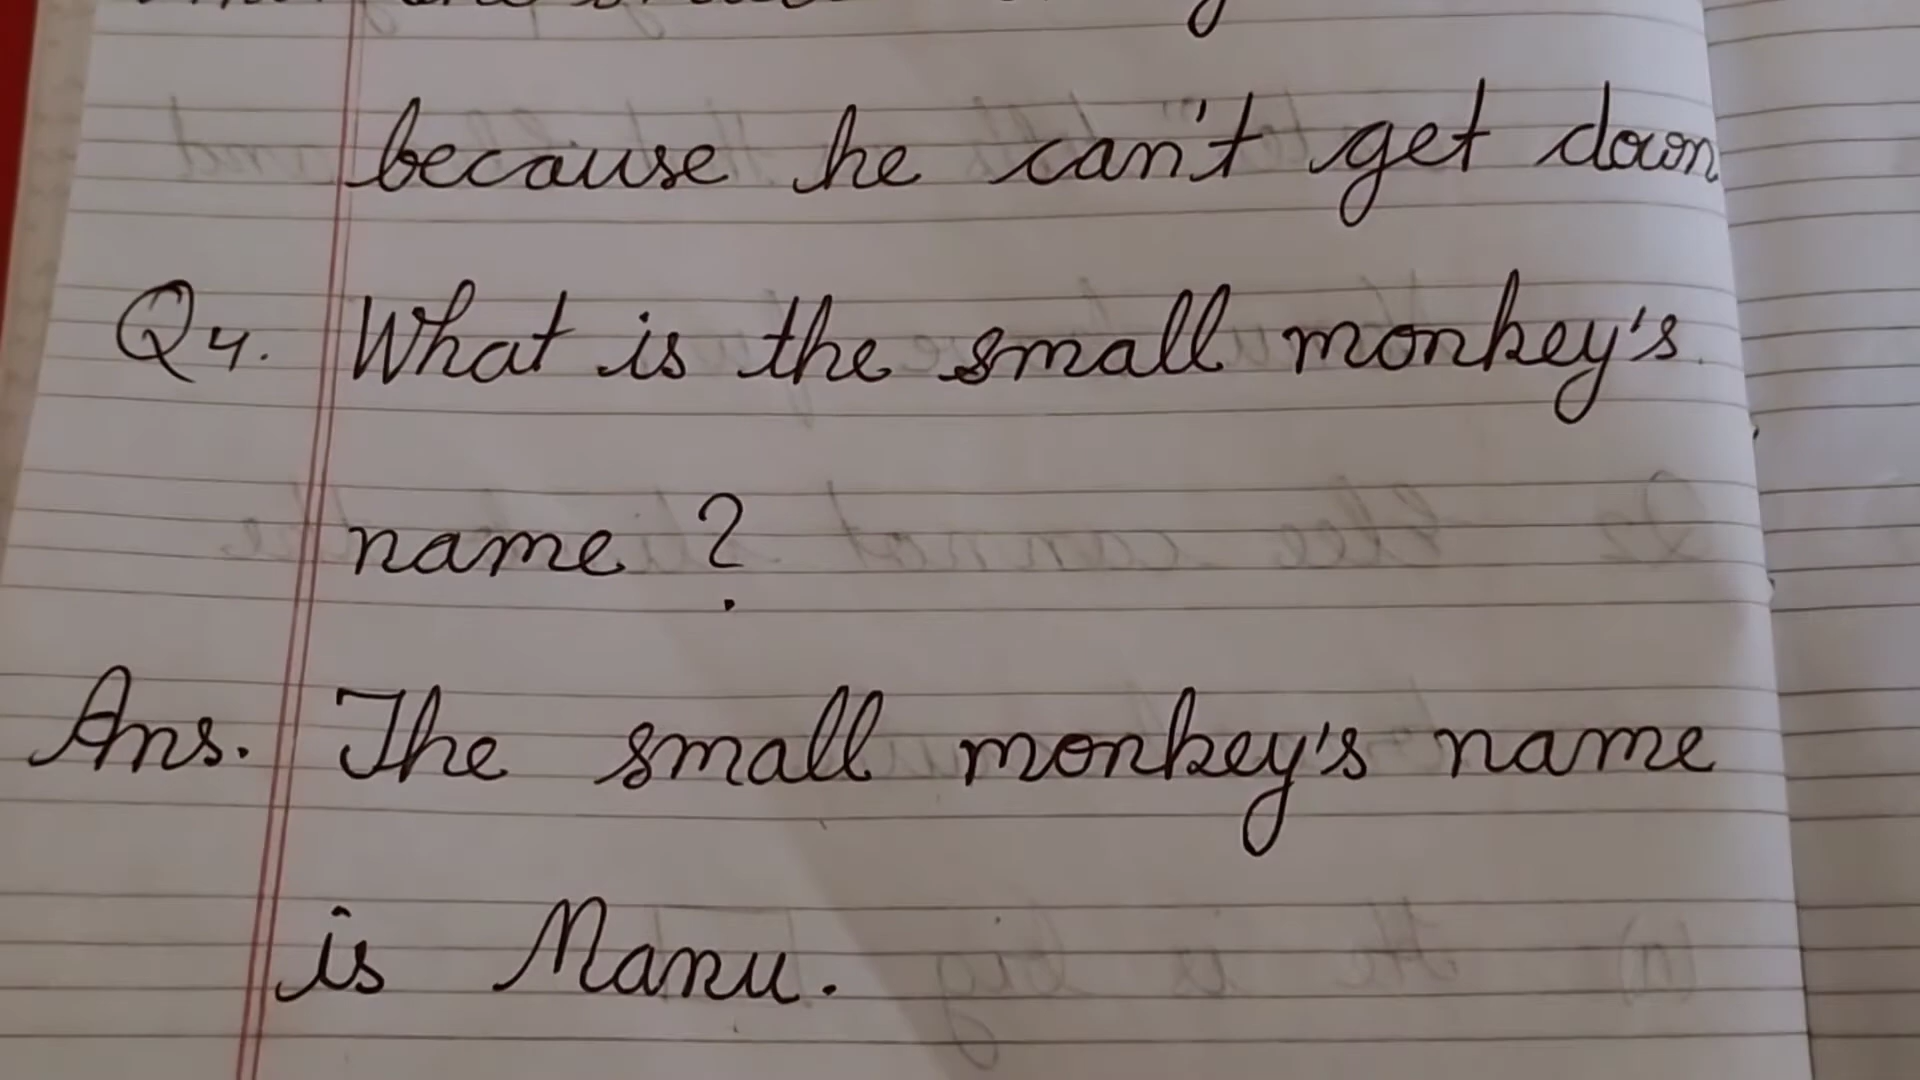 because he can't get down
Q4. What is the small monkey's
name ?
Ans. The small monkey's name
is Manu.